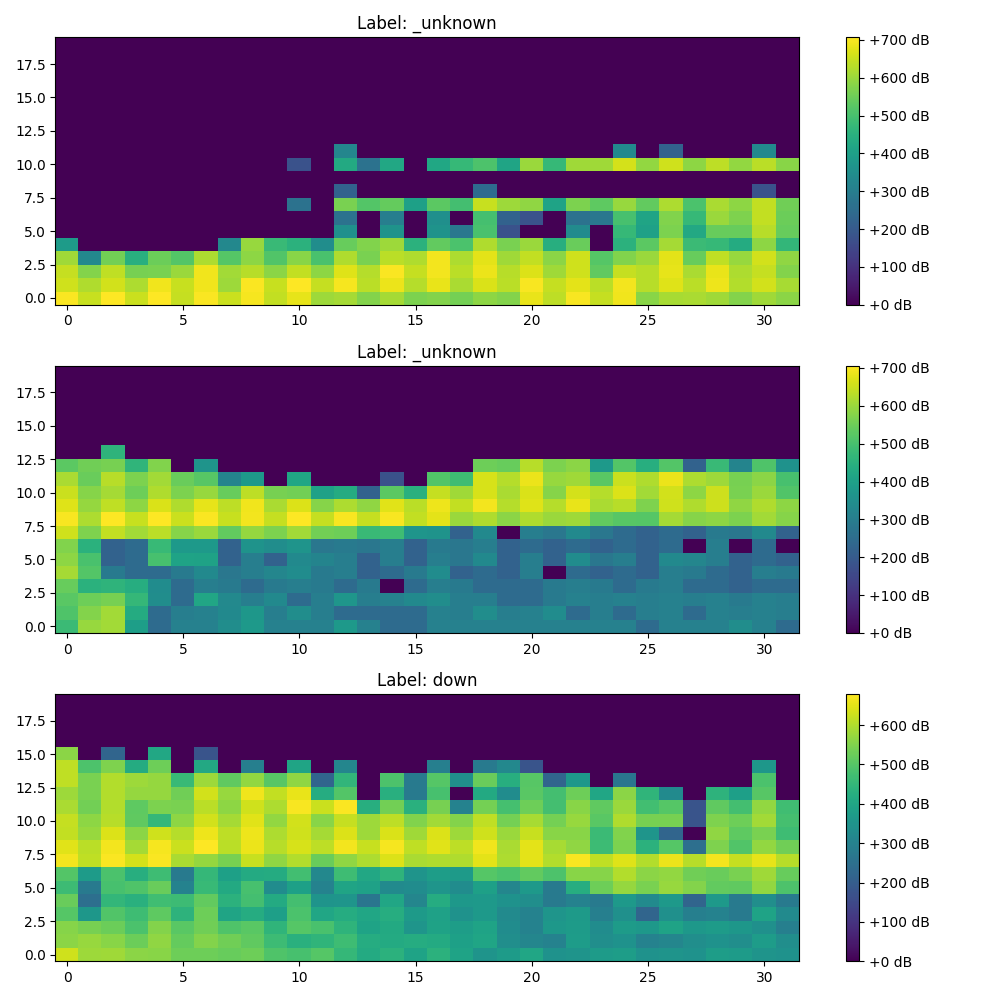 Label: _unknown
17.5
15.0
12.5
10.0
7.5
5.0
2.5
0.0
0 5 10 15 20 25 30
+700 dB
+600 dB
+500 dB
+400 dB
+300 dB
+200 dB
+100 dB
+0 dB
Label: _unknown
17.5
15.0
12.5
10.0
7.5
5.0
2.5
0.0
0 5 10 15 20 25 30
+700 dB
+600 dB
+500 dB
+400 dB
+300 dB
+200 dB
+100 dB
+0 dB
Label: down
17.5
15.0
12.5
10.0
7.5
5.0
2.5
0.0
0 5 10 15 20 25 30
+600 dB
+500 dB
+400 dB
+300 dB
+200 dB
+100 dB
+0 dB